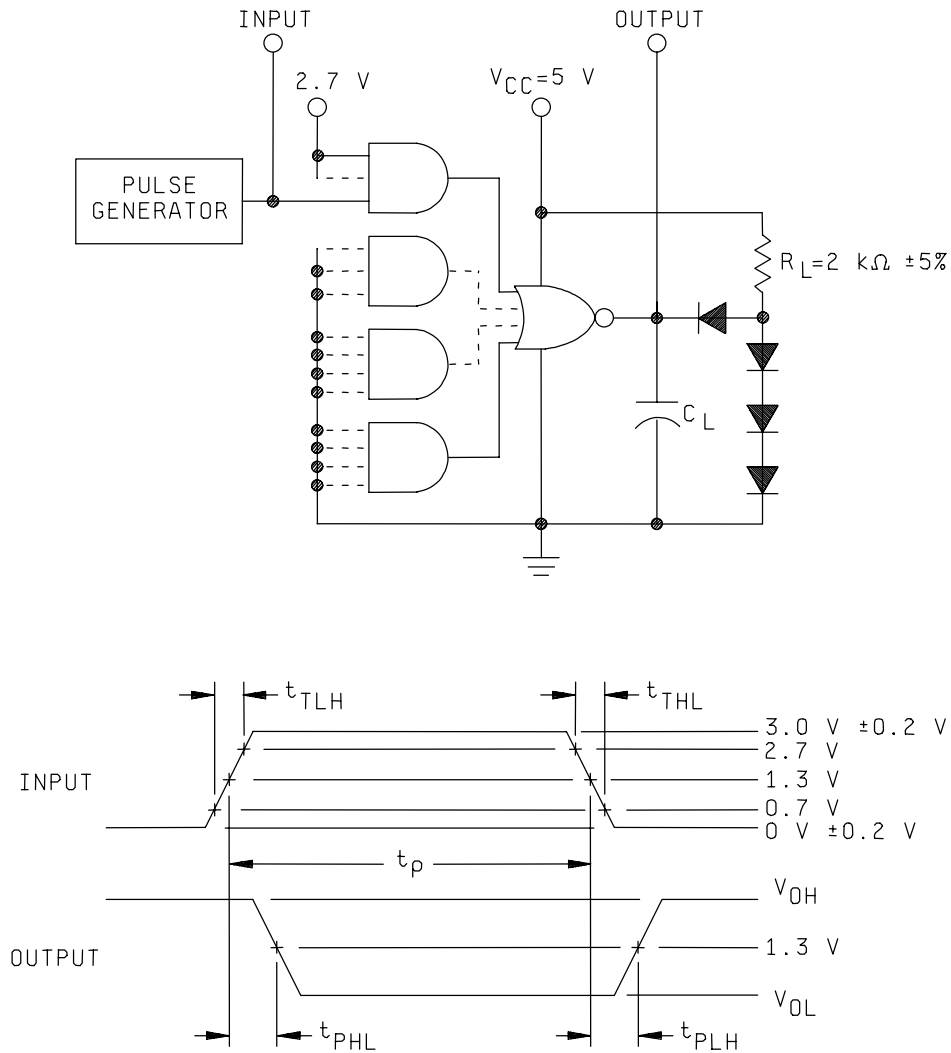 INPUT
OUTPUT
2.7 V
VCC=5 V
PULSE
GENERATOR
RL=2 kΩ ±5%
CL
tTLH
tTHL
3.0 V ±0.2 V
2.7 V
INPUT
1.3 V
0.7 V
0 V ±0.2 V
tp
VOH
OUTPUT
1.3 V
VOL
tPHL
tPLH